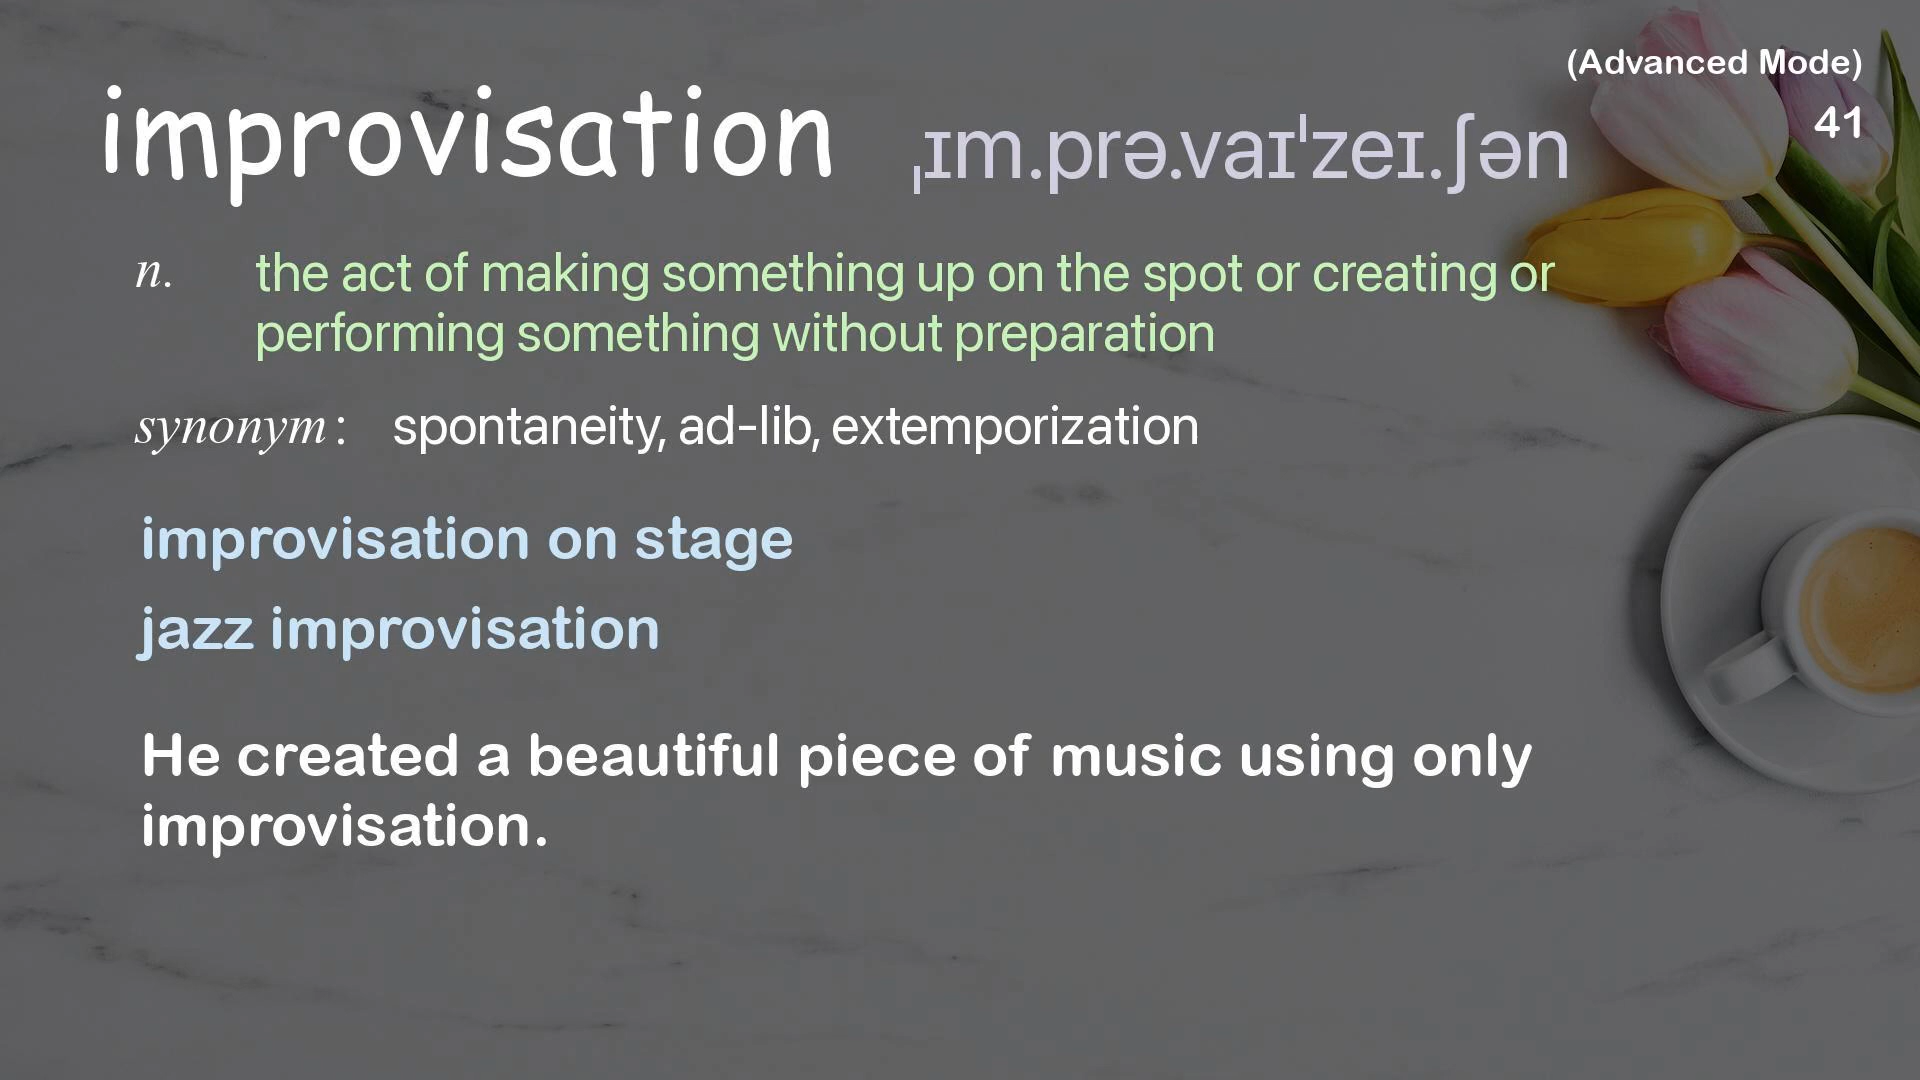 (Advanced Mode)
improvisation ˌɪm.prə.vaɪˈzeɪ.ʃən
41
n. the act of making something up on the spot or creating or
performing something without preparation
synonym : spontaneity, ad-lib, extemporization
improvisation on stage
jazz improvisation
He created a beautiful piece of music using only
improvisation.